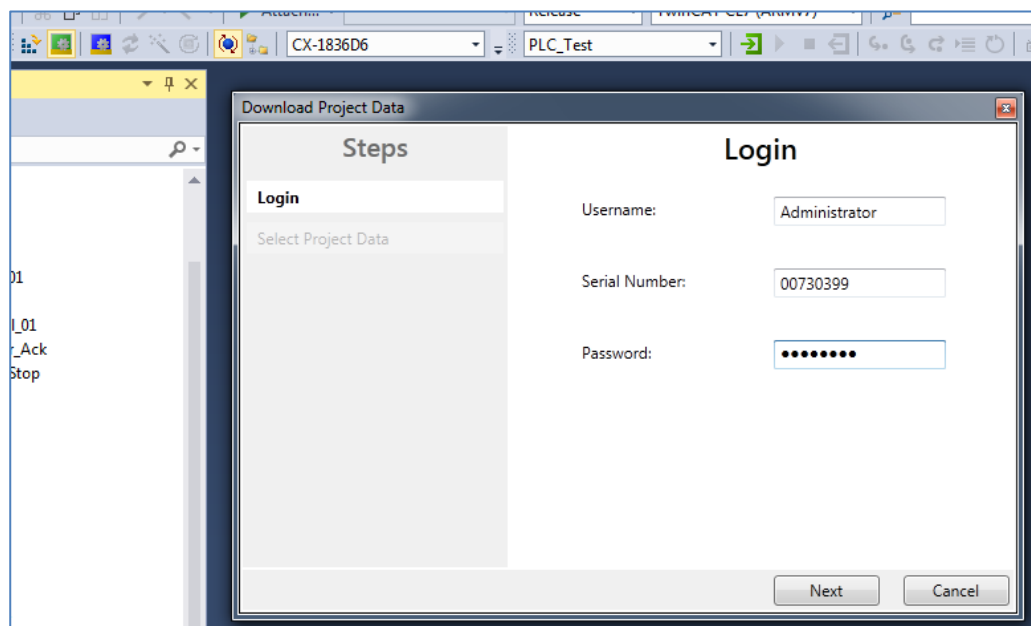 Attach...
Release
TwinCAT CE7 (ARMV7)
CX-1836D6
PLC_Test
Download Project Data
Steps
Login
Login
Username:
Administrator
Select Project Data
01
Serial Number:
00730399
l_01
r_Ack
Password:
••••••••
Stop
Next
Cancel